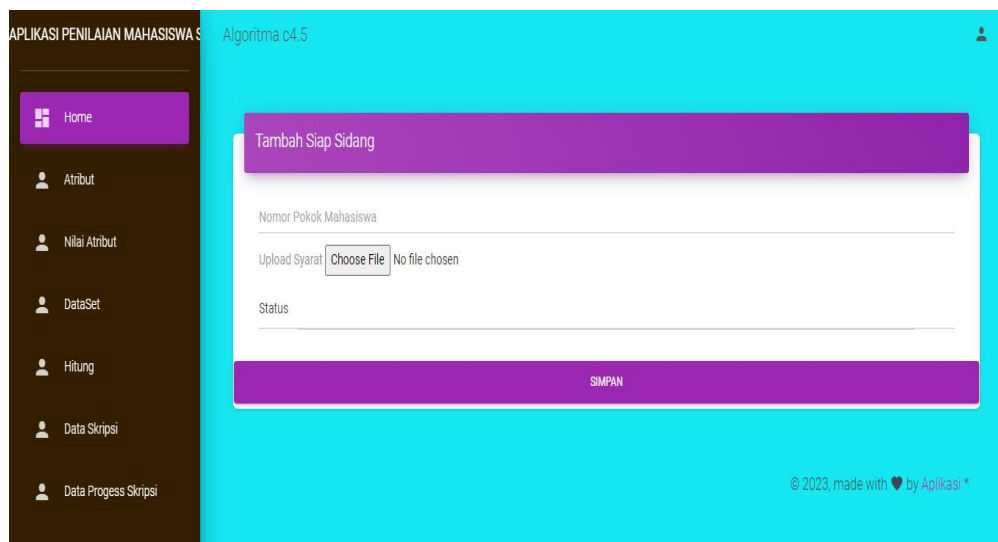 APLIKASI PENILAIAN MAHASISWA
Algoritma c4.5
Home
Atribut
Nilai Atribut
DataSet
Hitung
Data Skripsi
Data Progess Skripsi
Tambah Siap Sidang
Nomor Pokok Mahasiswa
Upload Syarat Choose File No file chosen
Status
SIMPAN
© 2023, made with ♥ by Aplikasi *